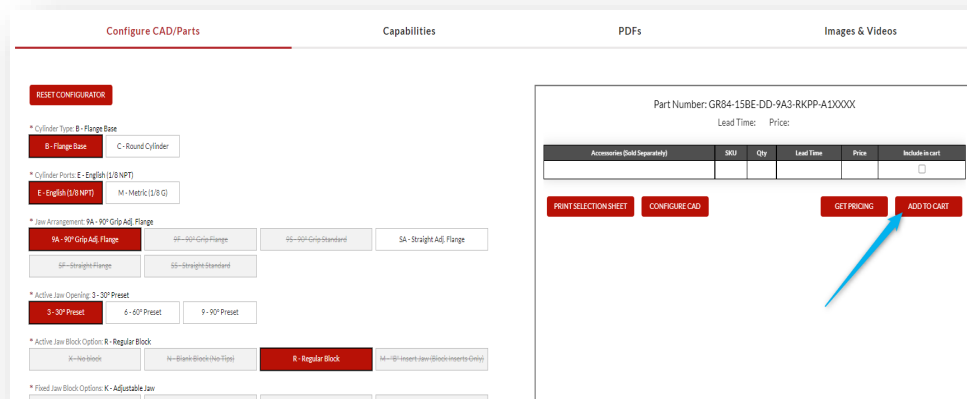 Configure CAD/Parts
Capabilities
PDFs
Images & Videos
RESET CONFIGURATOR
* Cylinder Type: B - Flange Base
B - Flange Base
C - Round Cylinder
* Cylinder Ports: E - English (1/8 NPT)
E - English (1/8 NPT)
M - Metric (1/8 G)
* Jaw Arrangement: 9A - 90° Grip Adj. Flange
9A - 90° Grip Adj. Flange
9F - 90° Grip Flange
9S - 90° Grip Standard
SA - Straight Adj. Flange
SF - Straight Flange
SS - Straight Standard
* Active Jaw Opening: 3 - 30° Preset
3 - 30° Preset
6 - 60° Preset
9 - 90° Preset
* Active Jaw Block Option: R - Regular Block
X - No block
N - Blank Block (No Tips)
R - Regular Block
M - "B" Insert Jaw (Block Inserts Only)
* Fixed Jaw Block Options: K - Adjustable Jaw
Part Number: GR84-15BE-DD-9A3-RKPP-A1XXXX
Lead Time: Price:
Accessories (Sold Separately) SKU Qty Lead Time Price Include in cart
PRINT SELECTION SHEET
CONFIGURE CAD
GET PRICING
ADD TO CART